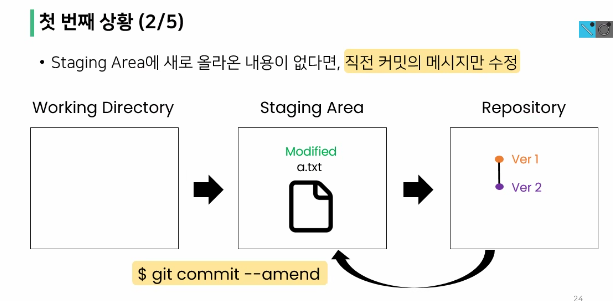 첫 번째 상황 (2/5)
• Staging Area에 새로 올라온 내용이 없다면, 직전 커밋의 메시지만 수정
Working Directory
Staging Area
Repository
Modified
a.txt
Ver 1
Ver 2
$ git commit --amend
24